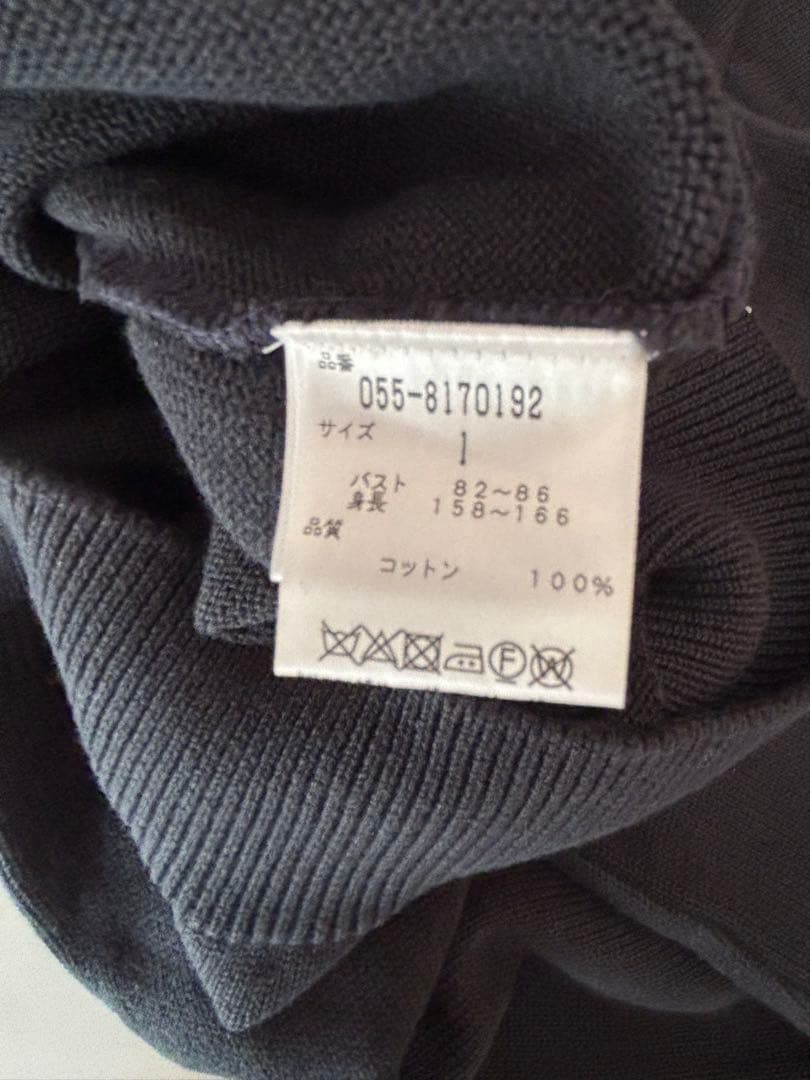 品番
055-8170192
サイズ
1
バスト 82〜86
身長 158〜166
品質
コットン 100%
F W